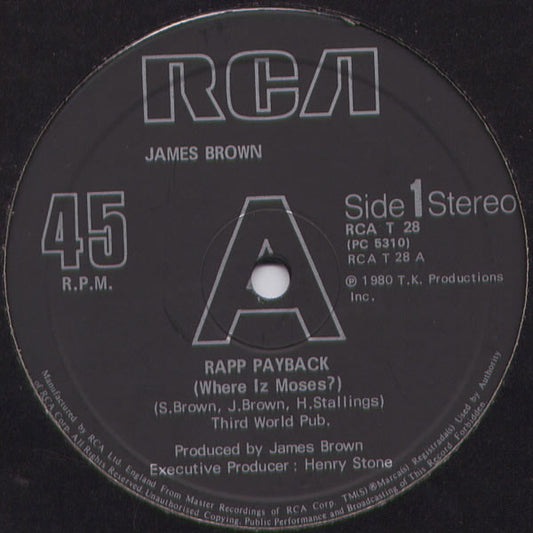 RCA
JAMES BROWN
45
R.P.M.
A
Side 1 Stereo
RCA T 28
(PC 5310)
RCA T 28 A
℗ 1980 T.K. Productions
Inc.
RAPP PAYBACK
(Where Iz Moses?)
(S.Brown, J.Brown, H.Stallings)
Third World Pub.
Produced by James Brown
Executive Producer: Henry Stone
Manufactured by RCA Ltd. England From Master Recordings of RCA Corp. TM(S) ®Marca(s) Registrada(s) Used by Authority
of RCA Corp. All Rights Reserved Unauthorised Copying, Public Performance and Broadcasting of This Record Forbidden.